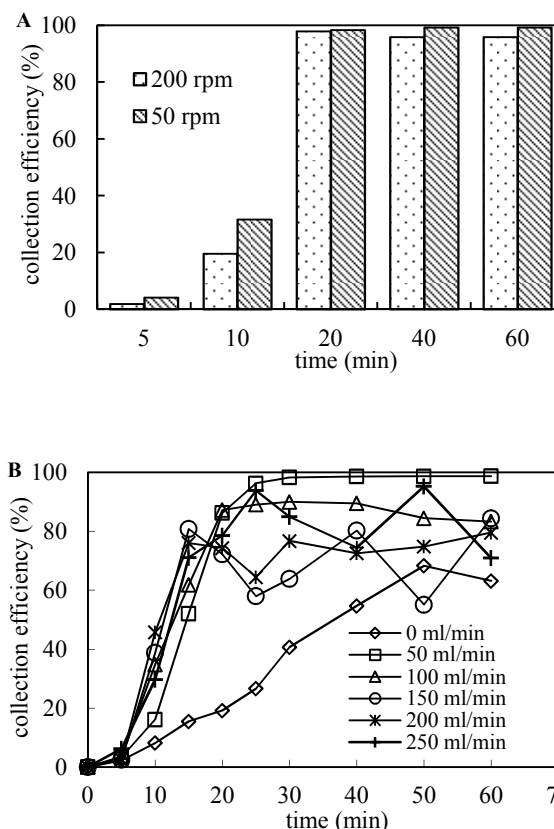 A
100
80
60
40
20
0
collection efficiency (%)
200 rpm
50 rpm
5 10 20 40 60
time (min)
B
100
80
60
40
20
0
collection efficiency (%)
0 ml/min
50 ml/min
100 ml/min
150 ml/min
200 ml/min
250 ml/min
0 10 20 30 40 50 60 7
time (min)